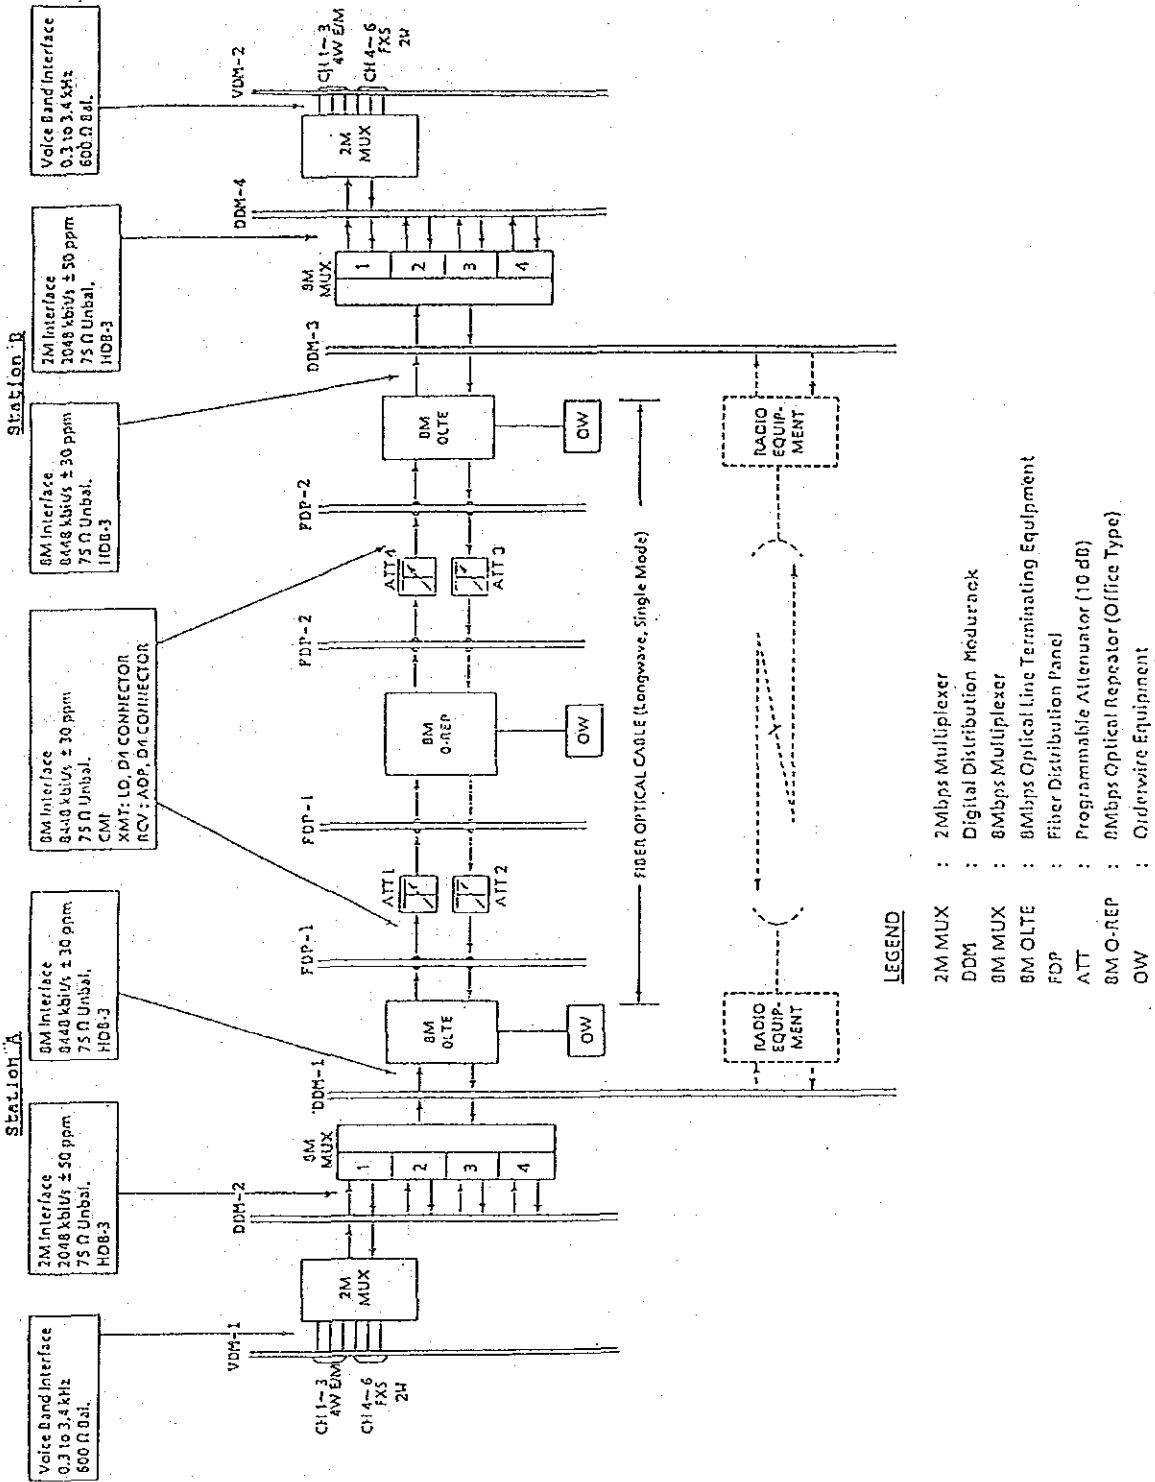 Station A
Station B
Voice Band Interface
0.3 to 3.4 kHz
600 Ω Bal.
2M Interface
2048 kbit/s ± 50 ppm
75 Ω Unbal.
HDB-3
8M Interface
8448 kbit/s ± 30 ppm
75 Ω Unbal.
HDB-3
8M Interface
8448 kbit/s ± 30 ppm
75 Ω Unbal.
CMI
XMT : LD, D4 CONNECTOR
RCV : ADP, D4 CONNECTOR
8M Interface
8448 kbit/s ± 30 ppm
75 Ω Unbal.
HDB-3
2M Interface
2048 kbit/s ± 50 ppm
75 Ω Unbal.
HDB-3
Voice Band Interface
0.3 to 3.4 kHz
600 Ω Bal.
VDM-1
CH 1~3
4W E/M
CH 4~6
FXS
2W
2M
MUX
DDM-2
8M
MUX
1
2
3
4
DDM-1
8M
OLTE
OW
FDP-1
ATT 1
ATT 2
FDP-1
8M
O-REP
OW
FDP-2
ATT 4
ATT 3
FDP-2
8M
OLTE
OW
DDM-3
8M
MUX
1
2
3
4
DDM-4
2M
MUX
VDM-2
CH 1~3
4W E/M
CH 4~6
FXS
2W
FIBER OPTICAL CABLE (Longwave, Single Mode)
RADIO
EQUIP-
MENT
RADIO
EQUIP-
MENT
LEGEND
2M MUX : 2Mbps Multiplexer
DDM : Digital Distribution Modurack
8M MUX : 8Mbps Multiplexer
8M OLTE : 8Mbps Optical Line Terminating Equipment
FDP : Fiber Distribution Panel
ATT : Programmable Attenuator (10 dB)
8M O-REP : 8Mbps Optical Repeator (Office Type)
OW : Orderwire Equipment